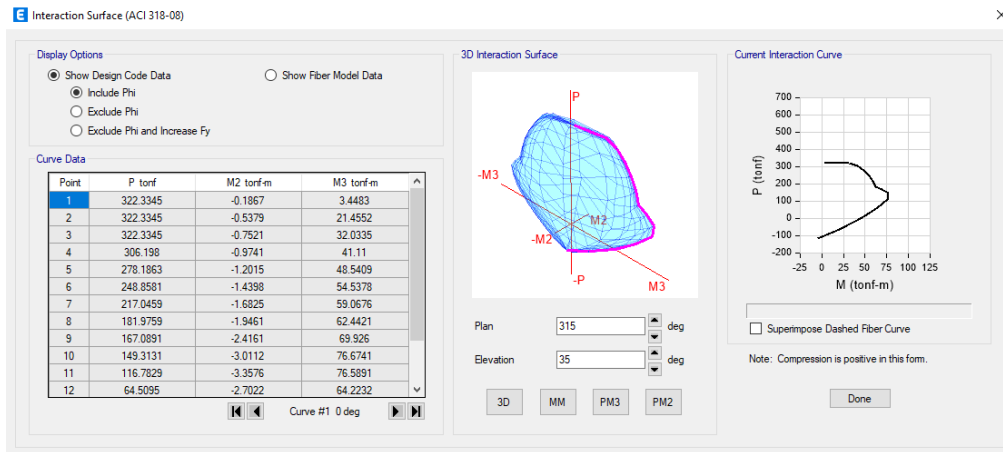 E Interaction Surface (ACI 318-08)
Display Options
Show Design Code Data
Show Fiber Model Data
Include Phi
Exclude Phi
Exclude Phi and Increase Fy
Curve Data
Point P tonf M2 tonf-m M3 tonf-m
1 322.3345 -0.1867 3.4483
2 322.3345 -0.5379 21.4552
3 322.3345 -0.7521 32.0335
4 306.198 -0.9741 41.11
5 278.1863 -1.2015 48.5409
6 248.8581 -1.4398 54.5378
7 217.0459 -1.6825 59.0676
8 181.9759 -1.9461 62.4421
9 167.0891 -2.4161 69.926
10 149.3131 -3.0112 76.6741
11 116.7829 -3.3576 76.5891
12 64.5095 -2.7022 64.2232
Curve #1 0 deg
3D Interaction Surface
P
-M3
M2
-M2
-P
M3
Plan 315 deg
Elevation 35 deg
3D MM PM3 PM2
Current Interaction Curve
700
600
500
400
300
200
100
0
-100
-200
P (tonf)
-25 0 25 50 75 100 125
M (tonf-m)
Superimpose Dashed Fiber Curve
Note: Compression is positive in this form.
Done